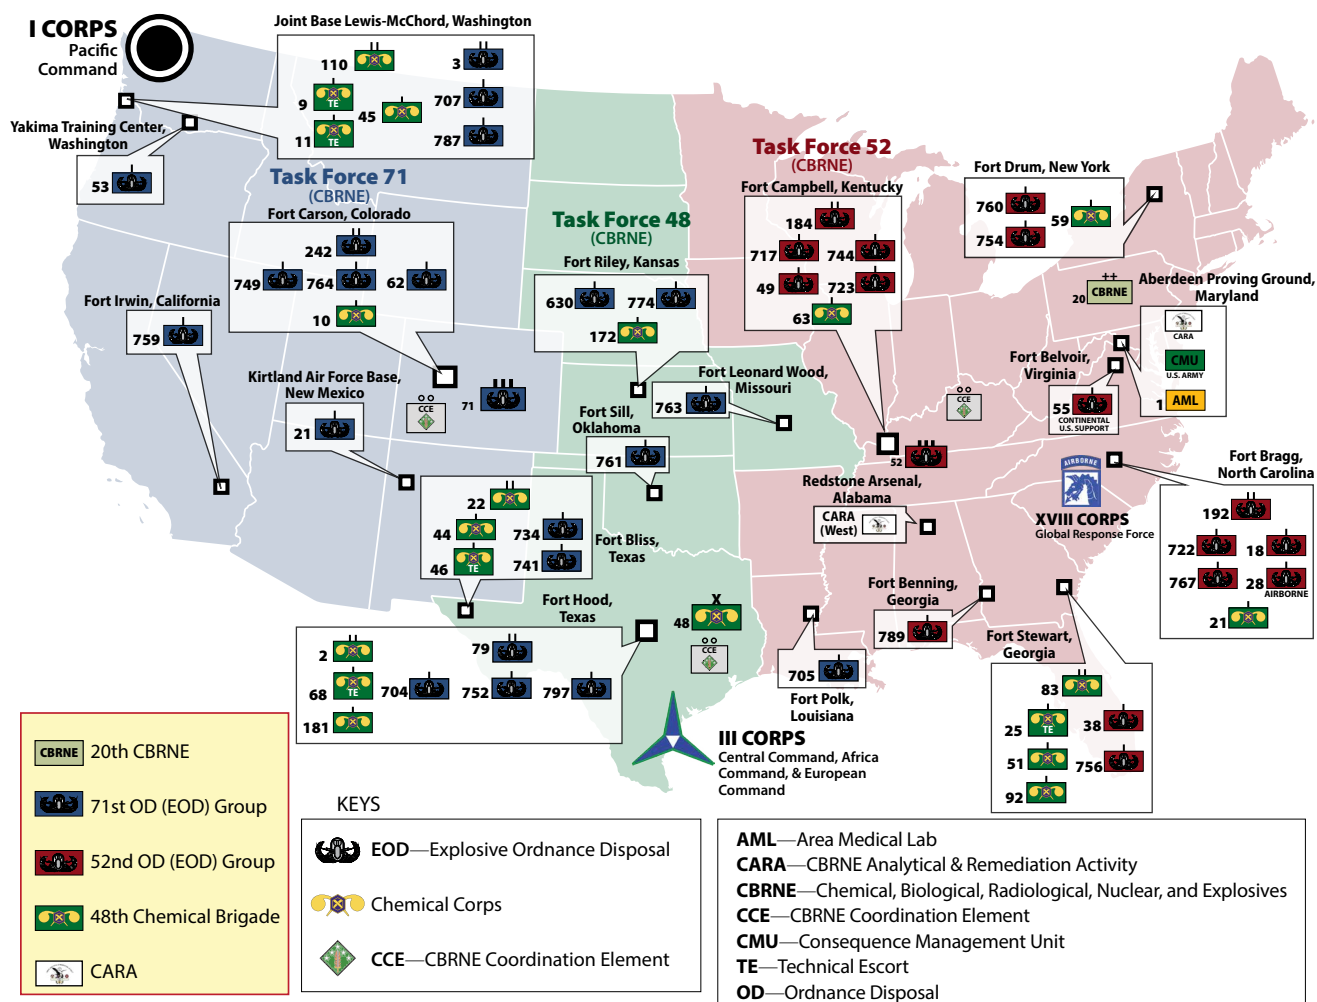 I CORPS
Pacific
Command
Joint Base Lewis-McChord, Washington
110
3
9
TE
45
707
11
TE
787
Yakima Training Center,
Washington
53
Task Force 71
(CBRNE)
Fort Carson, Colorado
242
749
764
62
10
Fort Irwin, California
759
Kirtland Air Force Base,
New Mexico
21
CCE
71
Task Force 48
(CBRNE)
Fort Riley, Kansas
630
774
172
Fort Leonard Wood,
Missouri
763
Fort Sill,
Oklahoma
761
22
44
734
46
TE
741
Fort Bliss,
Texas
Fort Hood,
Texas
2
79
68
TE
704
752
797
181
X
48
CCE
III CORPS
Central Command, Africa
Command, & European
Command
Task Force 52
(CBRNE)
Fort Campbell, Kentucky
184
717
744
49
723
63
52
CCE
Fort Drum, New York
760
59
754
++
20
CBRNE
Aberdeen Proving Ground,
Maryland
CARA
CMU
U.S. ARMY
1
AML
Fort Belvoir,
Virginia
55
CONTINENTAL
U.S. SUPPORT
Redstone Arsenal,
Alabama
CARA
(West)
AIRBORNE
XVIII CORPS
Global Response Force
Fort Bragg,
North Carolina
192
722
18
767
28
AIRBORNE
21
Fort Benning,
Georgia
789
Fort Polk,
Louisiana
705
Fort Stewart,
Georgia
83
25
TE
38
51
756
92
CBRNE
20th CBRNE
71st OD (EOD) Group
52nd OD (EOD) Group
48th Chemical Brigade
CARA
KEYS
EOD—Explosive Ordnance Disposal
Chemical Corps
CCE—CBRNE Coordination Element
AML—Area Medical Lab
CARA—CBRNE Analytical & Remediation Activity
CBRNE—Chemical, Biological, Radiological, Nuclear, and Explosives
CCE—CBRNE Coordination Element
CMU—Consequence Management Unit
TE—Technical Escort
OD—Ordnance Disposal